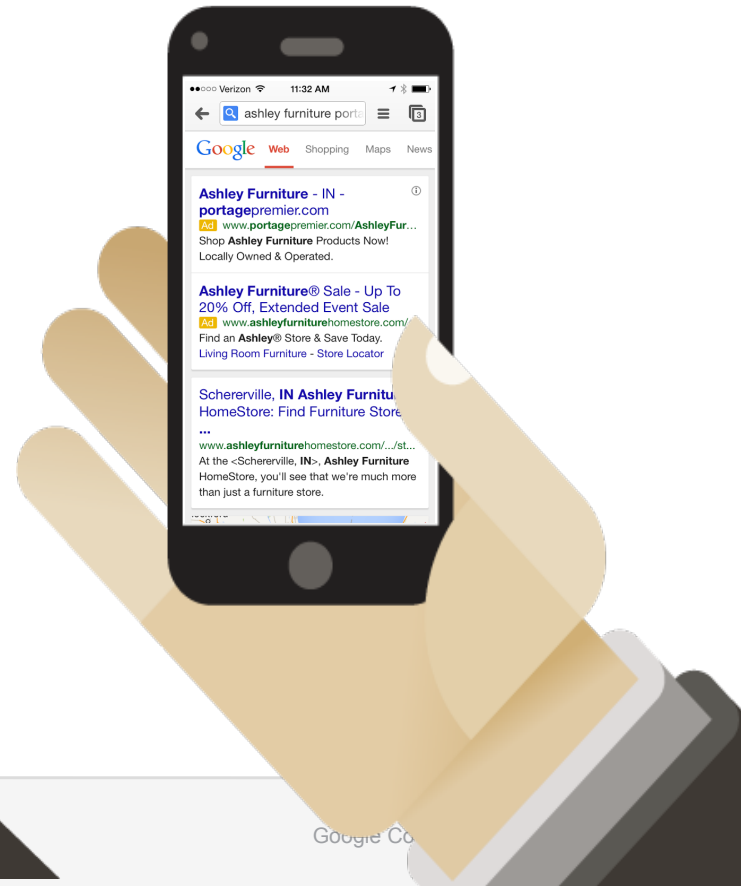 Verizon 11:32 AM
ashley furniture porta 3
Google Web Shopping Maps News
Ashley Furniture - IN -
portagepremier.com
Ad www.portagepremier.com/AshleyFur...
Shop Ashley Furniture Products Now!
Locally Owned & Operated.
Ashley Furniture® Sale - Up To
20% Off, Extended Event Sale
Ad www.ashleyfurniturehomestore.com/
Find an Ashley® Store & Save Today.
Living Room Furniture - Store Locator
Schererville, IN Ashley Furnitu
HomeStore: Find Furniture Store
...
www.ashleyfurniturehomestore.com/.../st...
At the <Schererville, IN>, Ashley Furniture
HomeStore, you'll see that we're much more
than just a furniture store.
Google Co